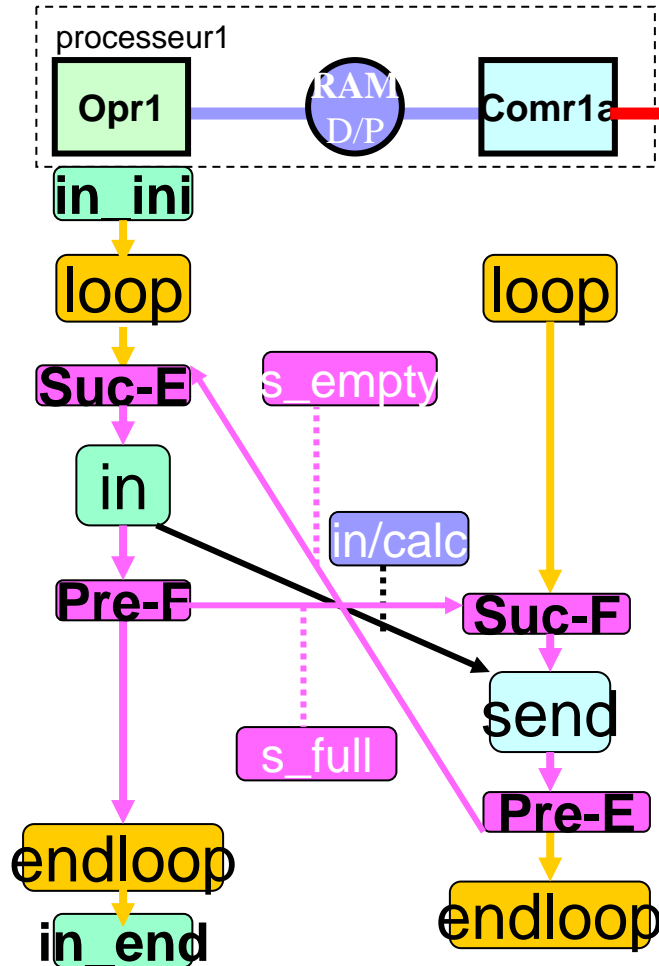 processeur1
Opr1
RAM
D/P
Comr1a
in_ini
loop
loop
Suc-E
s_empty
in
in/calc
Pre-F
Suc-F
send
s_full
Pre-E
endloop
endloop
in_end